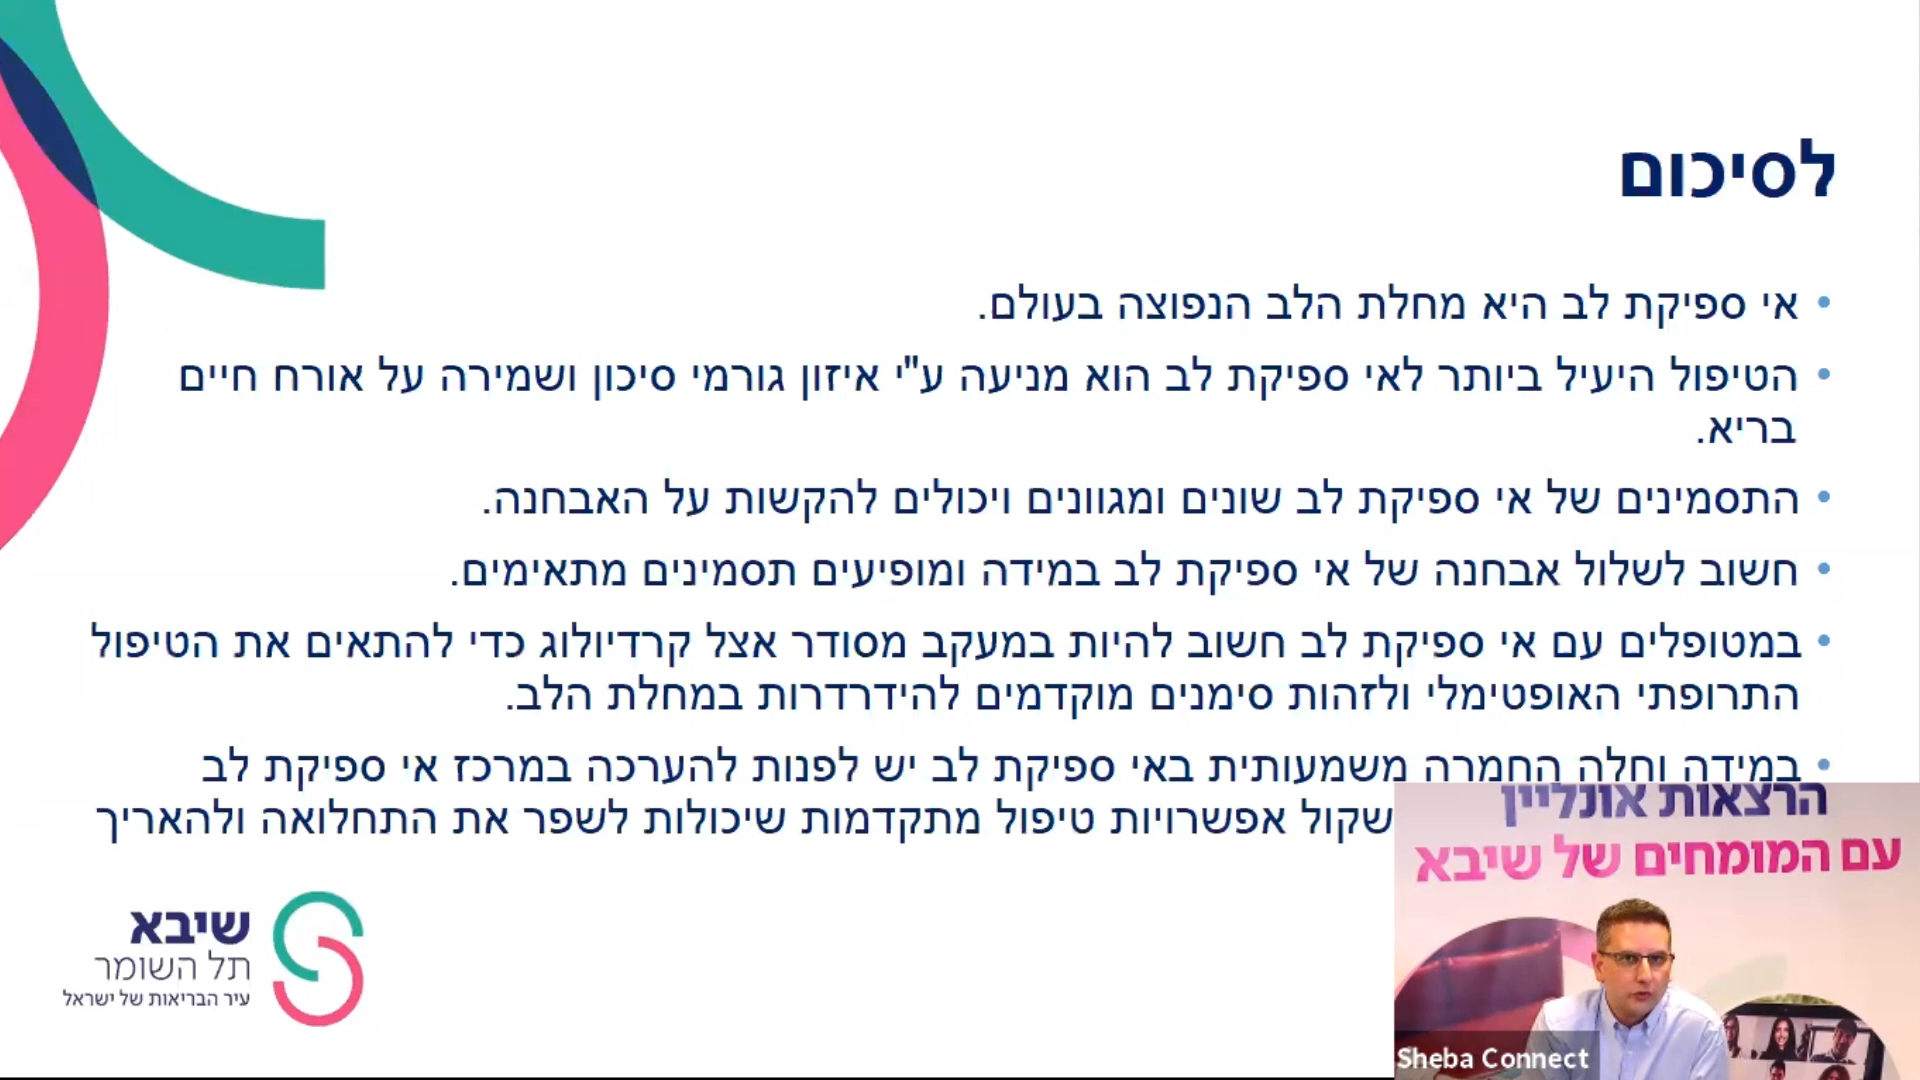 לסיכום
• אי ספיקת לב היא מחלת הלב הנפוצה בעולם.
• הטיפול היעיל ביותר לאי ספיקת לב הוא מניעה ע"י איזון גורמי סיכון ושמירה על אורח חיים
בריא.
• התסמינים של אי ספיקת לב שונים ומגוונים ויכולים להקשות על האבחנה.
• חשוב לשלול אבחנה של אי ספיקת לב במידה ומופיעים תסמינים מתאימים.
• במטופלים עם אי ספיקת לב חשוב להיות במעקב מסודר אצל קרדיולוג כדי להתאים את הטיפול
התרופתי האופטימלי ולזהות סימנים מוקדמים להידרדרות במחלת הלב.
• במידה וחלה החמרה משמעותית באי ספיקת לב יש לפנות להערכה במרכז אי ספיקת לב
שקול אפשרויות טיפול מתקדמות שיכולות לשפר את התחלואה ולהאריך
הרצאות אונליין
עם המומחים של שיבא
Sheba Connect
שיבא
תל השומר
עיר הבריאות של ישראל